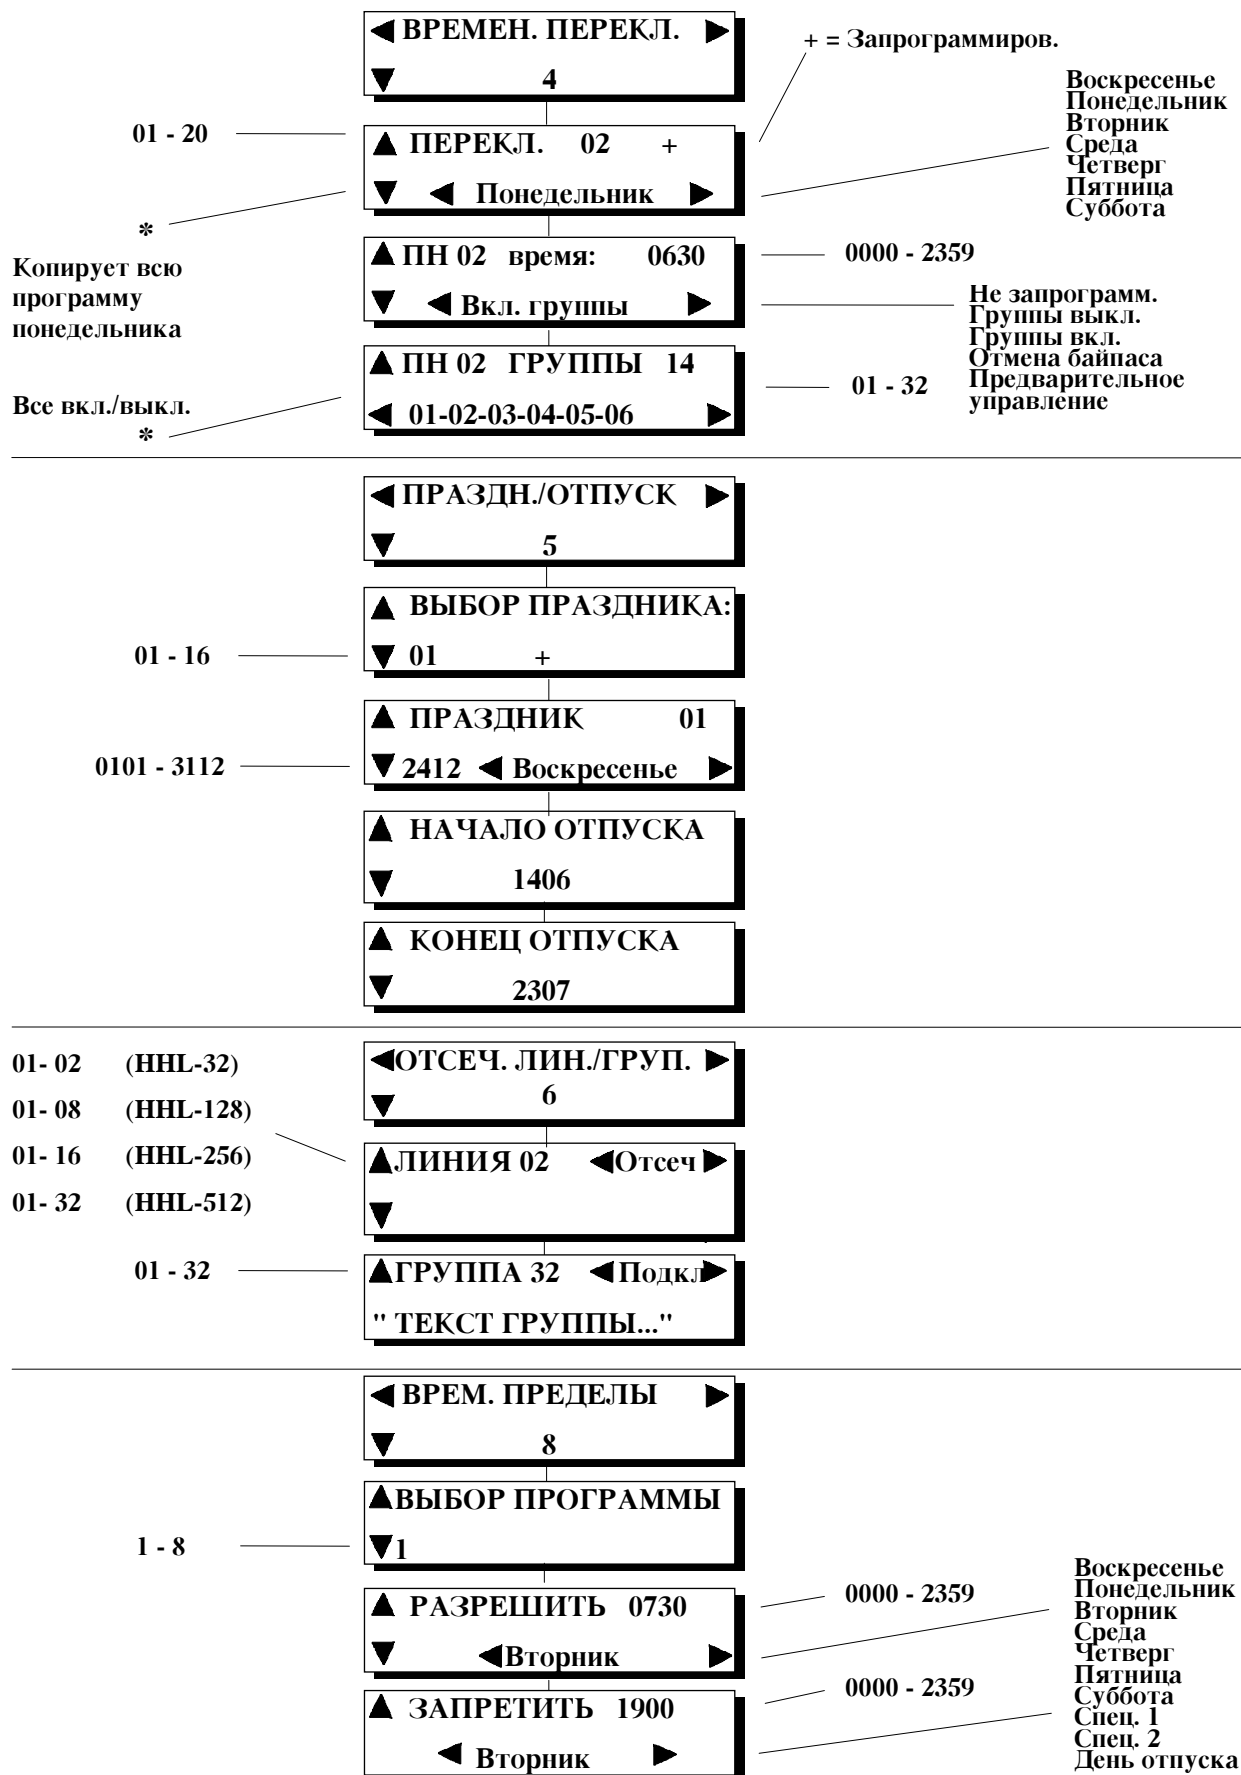 ВРЕМЕН. ПЕРЕКЛ.
4
+ = Запрограммиров.
01 - 20
ПЕРЕКЛ. 02 +
Понедельник
Воскресенье
Понедельник
Вторник
Среда
Четверг
Пятница
Суббота
*
Копирует всю
программу
понедельника
ПН 02 время: 0630
Вкл. группы
0000 - 2359
Не запрограмм.
Группы выкл.
Группы вкл.
Отмена байпаса
Предварительное
управление
Все вкл./выкл.
*
ПН 02 ГРУППЫ 14
01-02-03-04-05-06
01 - 32
ПРАЗДН./ОТПУСК
5
ВЫБОР ПРАЗДНИКА:
01 +
01 - 16
ПРАЗДНИК 01
2412 Воскресенье
0101 - 3112
НАЧАЛО ОТПУСКА
1406
КОНЕЦ ОТПУСКА
2307
01- 02 (HHL-32)
01- 08 (HHL-128)
01- 16 (HHL-256)
01- 32 (HHL-512)
ОТСЕЧ. ЛИН./ГРУП.
6
ЛИНИЯ 02 Отсеч
01 - 32
ГРУППА 32 Подкл
" ТЕКСТ ГРУППЫ..."
ВРЕМ. ПРЕДЕЛЫ
8
ВЫБОР ПРОГРАММЫ
1
1 - 8
РАЗРЕШИТЬ 0730
Вторник
0000 - 2359
ЗАПРЕТИТЬ 1900
Вторник
0000 - 2359
Воскресенье
Понедельник
Вторник
Среда
Четверг
Пятница
Суббота
Спец. 1
Спец. 2
День отпуска